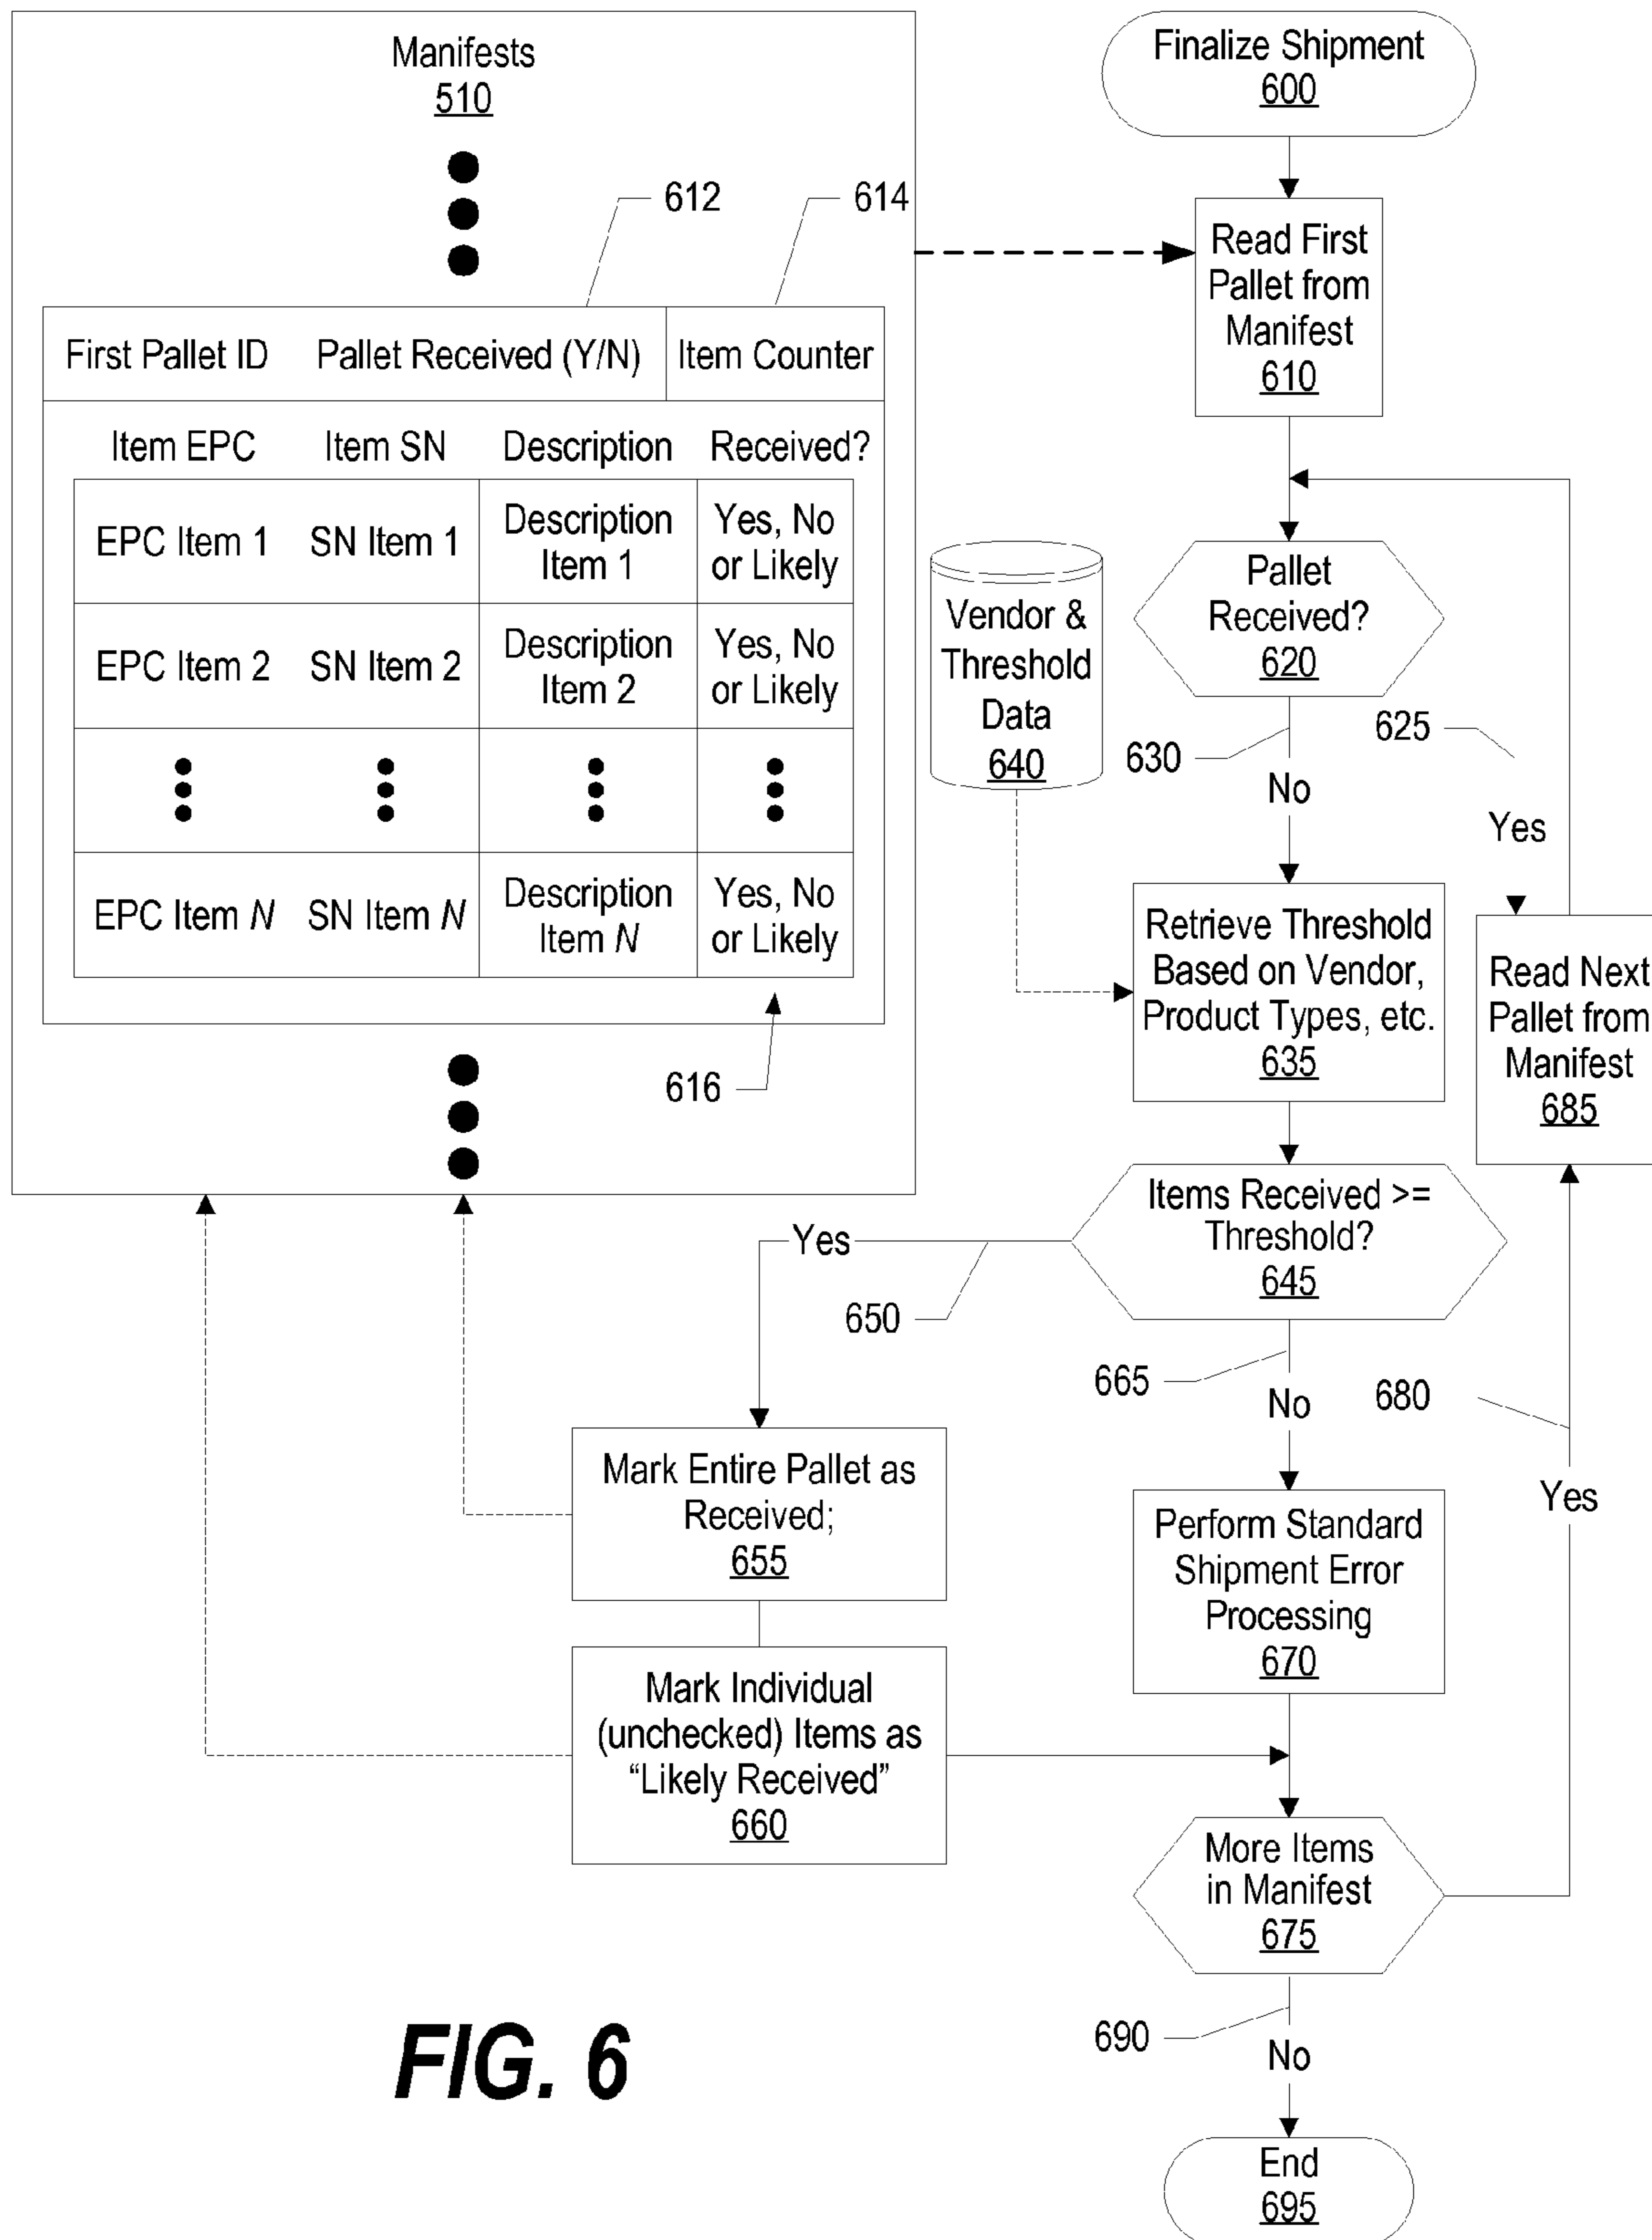 Manifests
510
612
614
First Pallet ID Pallet Received (Y/N) Item Counter
Item EPC Item SN Description Received?
EPC Item 1 SN Item 1 Description Item 1 Yes, No or Likely
EPC Item 2 SN Item 2 Description Item 2 Yes, No or Likely
EPC Item N SN Item N Description Item N Yes, No or Likely
616
Finalize Shipment
600
Read First
Pallet from
Manifest
610
Pallet
Received?
620
625
Yes
630
No
Vendor &
Threshold
Data
640
Retrieve Threshold
Based on Vendor,
Product Types, etc.
635
Read Next
Pallet from
Manifest
685
Items Received >=
Threshold?
645
Yes
650
665
No
680
Yes
Mark Entire Pallet as
Received;
655
Perform Standard
Shipment Error
Processing
670
Mark Individual
(unchecked) Items as
“Likely Received”
660
More Items
in Manifest
675
690
No
End
695
FIG. 6